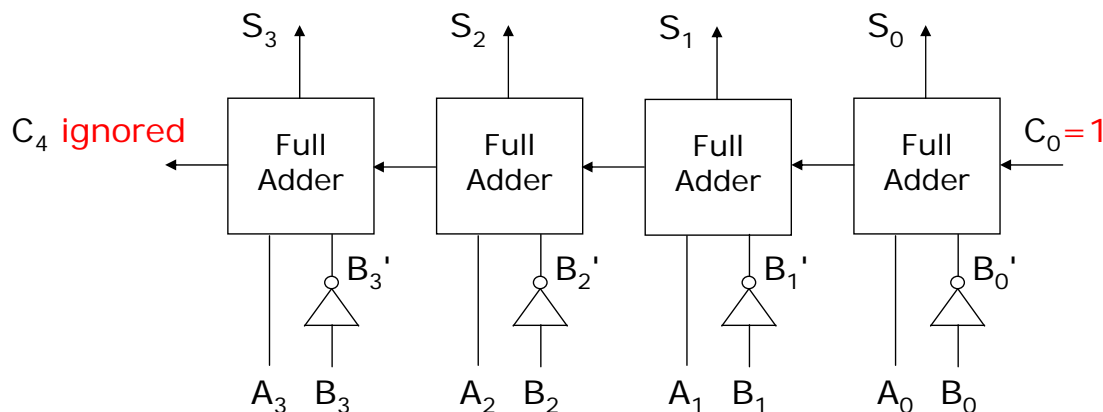 S₃ S₂ S₁ S₀
C₄ ignored
Full Adder
Full Adder
Full Adder
Full Adder
C₀=1
B₃' B₂' B₁' B₀'
A₃ B₃ A₂ B₂ A₁ B₁ A₀ B₀